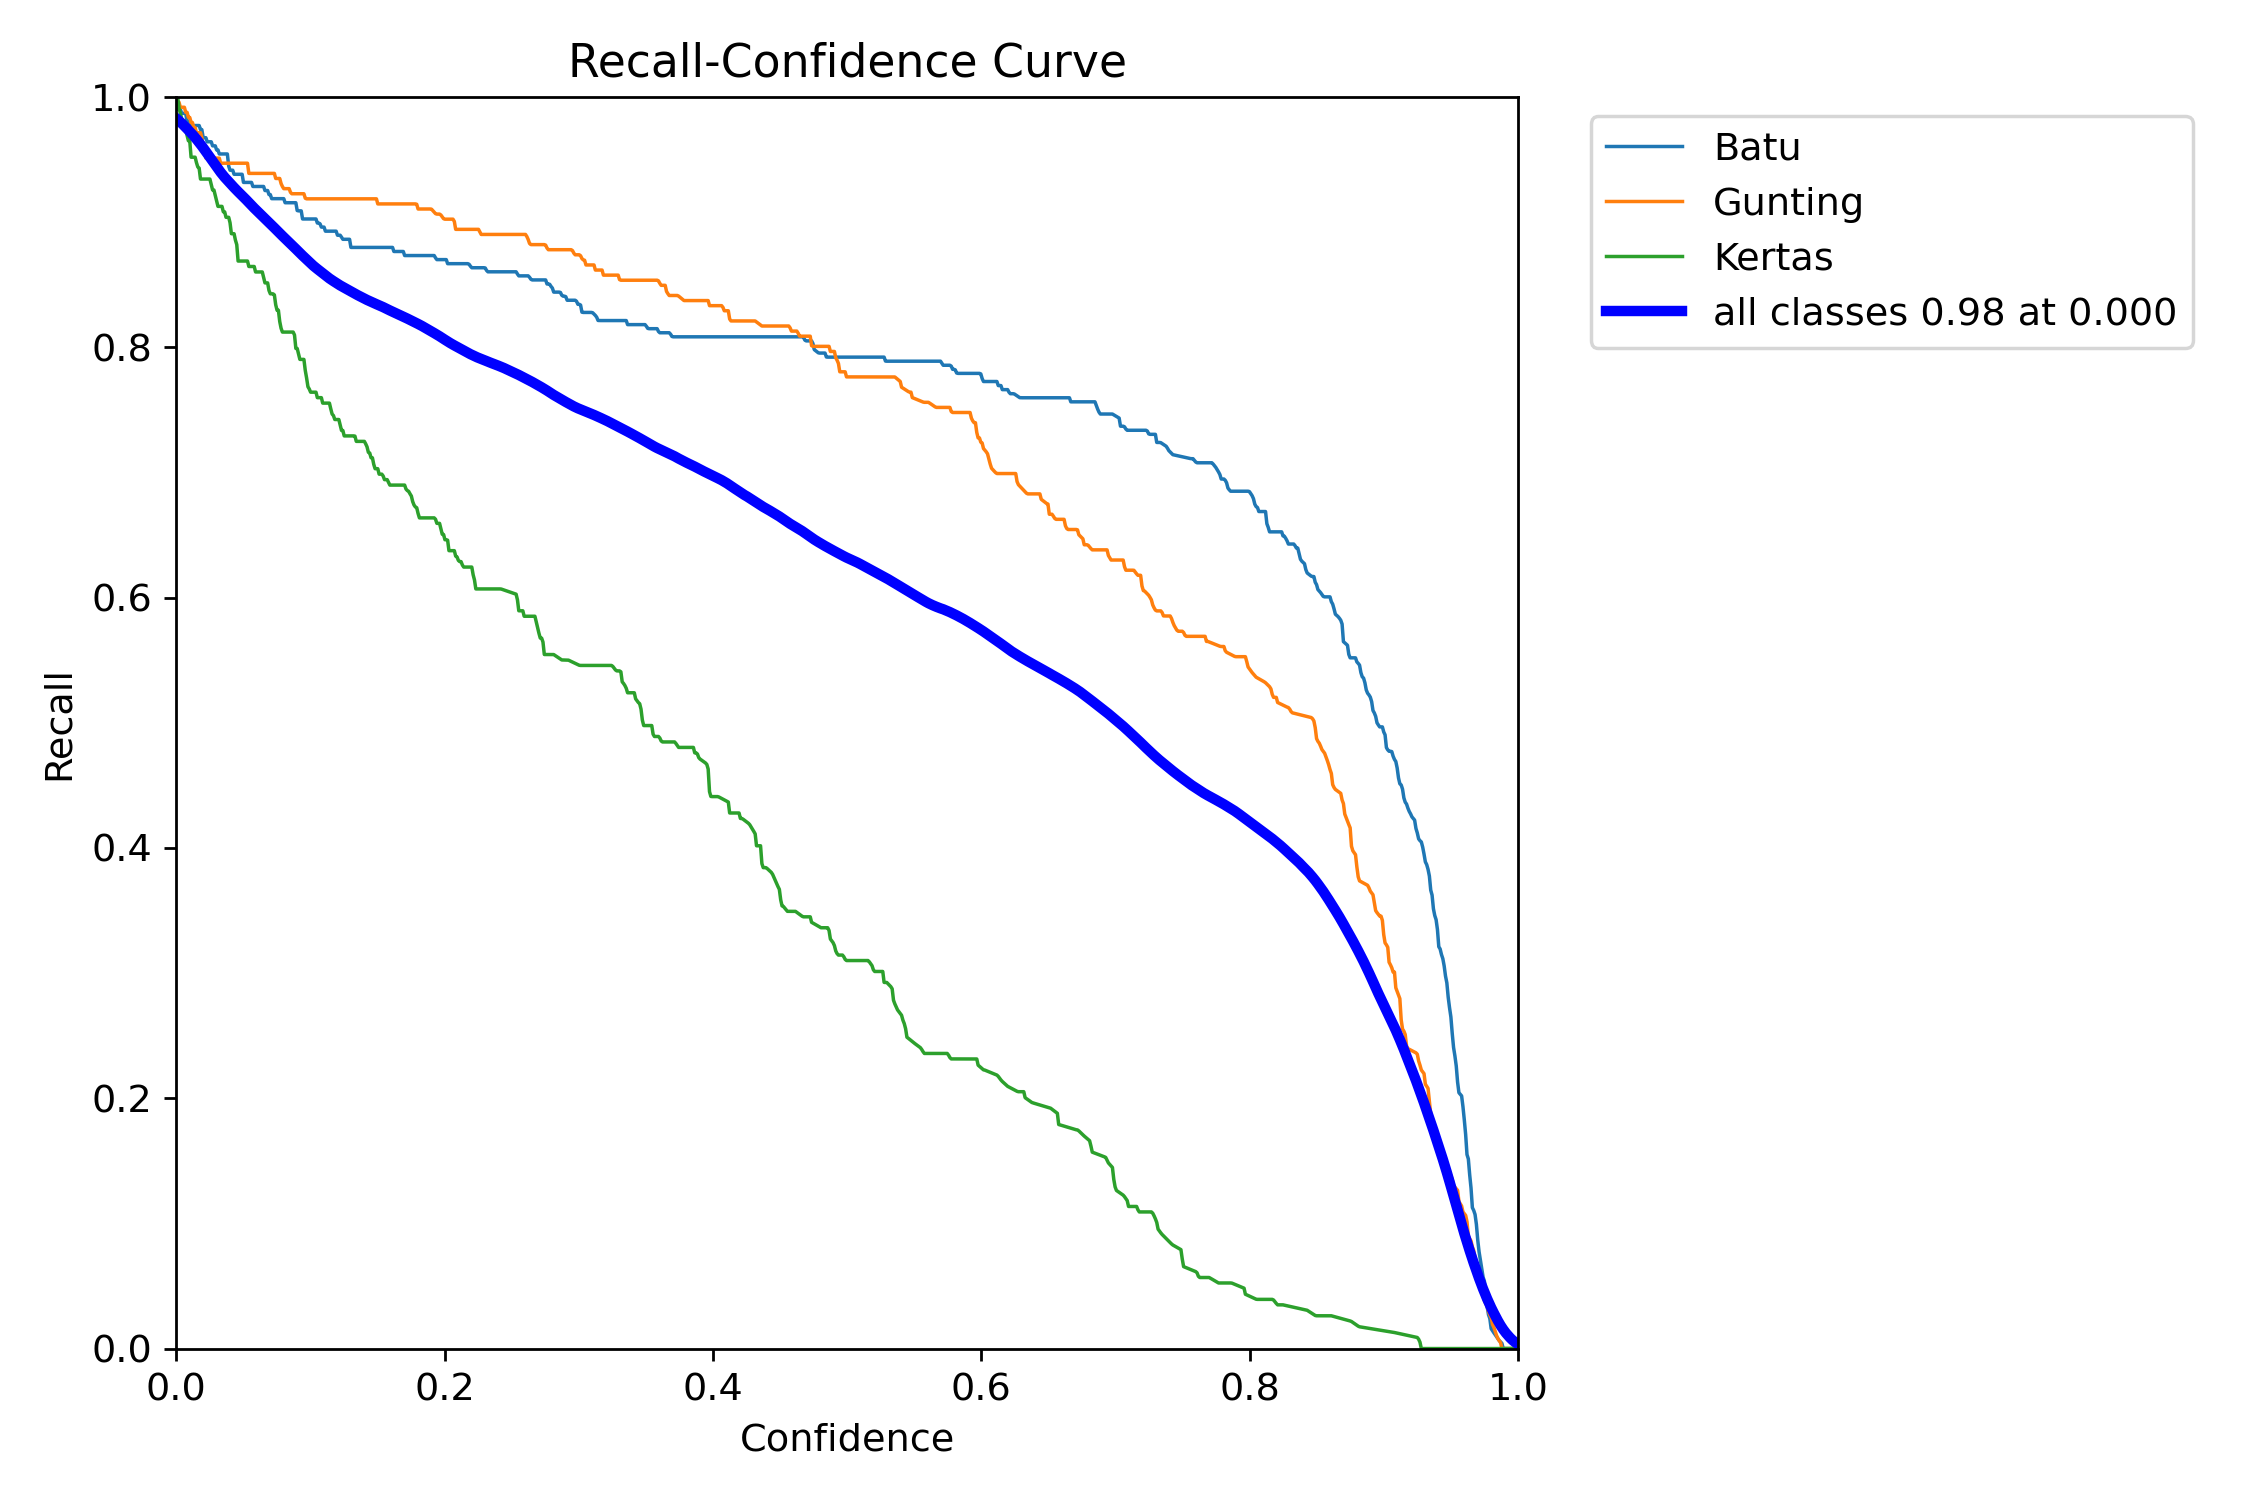 Recall-Confidence Curve
1.0
0.8
0.6
0.4
0.2
0.0
Recall
0.0 0.2 0.4 0.6 0.8 1.0
Confidence
Batu
Gunting
Kertas
all classes 0.98 at 0.000